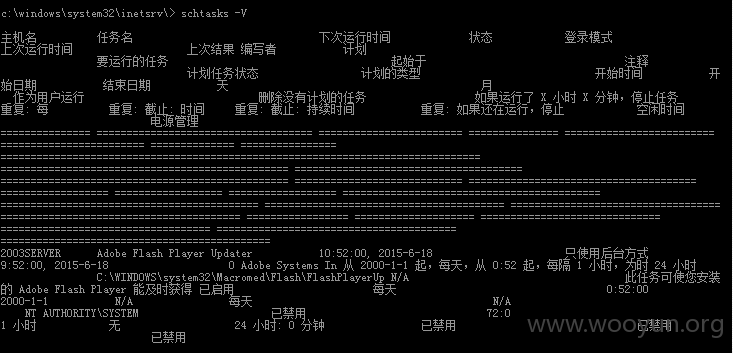 c:\windows\system32\inetsrv\> schtasks -V
主机名 任务名 下次运行时间 状态 登录模式
上次运行时间 上次结果 编写者 计划
要运行的任务 起始于 注释
计划任务状态 计划的类型 开始时间 开
始日期 结束日期 天 月
作为用户运行 删除没有计划的任务 如果运行了 X 小时 X 分钟，停止任务
重复: 每 重复: 截止: 时间 重复: 截止: 持续时间 重复: 如果还在运行，停止 空闲时间
电源管理
2003SERVER Adobe Flash Player Updater 10:52:00, 2015-6-18 只使用后台方式
9:52:00, 2015-6-18 0 Adobe Systems In 从 2000-1-1 起，每天，从 0:52 起，每隔 1 小时，为时 24 小时
C:\WINDOWS\system32\Macromed\Flash\FlashPlayerUp N/A 此任务可使您安装
的 Adobe Flash Player 能及时获得 已启用 每天 0:52:00
2000-1-1 N/A 每天 N/A
NT AUTHORITY\SYSTEM 已禁用 72:0
1 小时 无 24 小时: 0 分钟 已禁用 已禁用
已禁用
www.wooyun.org